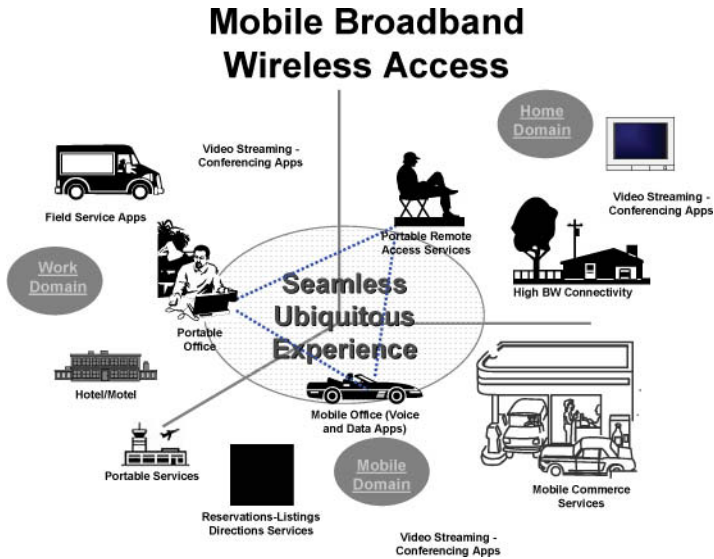 Mobile Broadband
Wireless Access
Home
Domain
Video Streaming -
Conferencing Apps
Field Service Apps
Video Streaming -
Conferencing Apps
Portable Remote
Access Services
Work
Domain
Seamless
Ubiquitous
Experience
High BW Connectivity
Portable
Office
Hotel/Motel
Mobile Office (Voice
and Data Apps)
Portable Services
Mobile
Domain
Mobile Commerce
Services
Reservations-Listings
Directions Services
Video Streaming -
Conferencing Apps